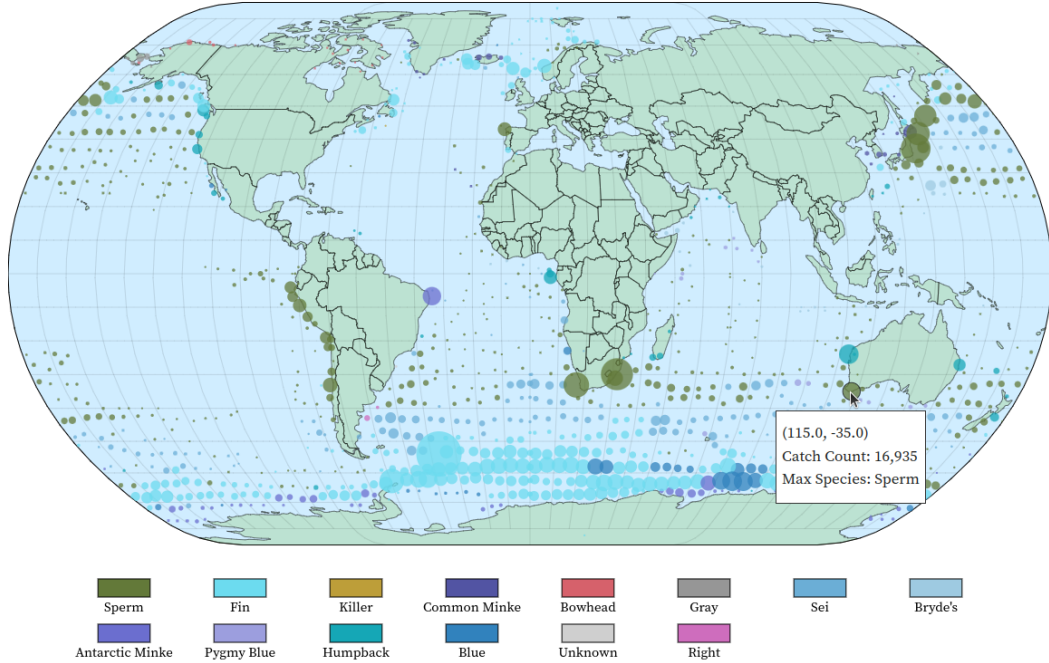 (115.0, -35.0)
Catch Count: 16,935
Max Species: Sperm
Sperm
Fin
Killer
Common Minke
Bowhead
Gray
Sei
Bryde's
Antarctic Minke
Pygmy Blue
Humpback
Blue
Unknown
Right